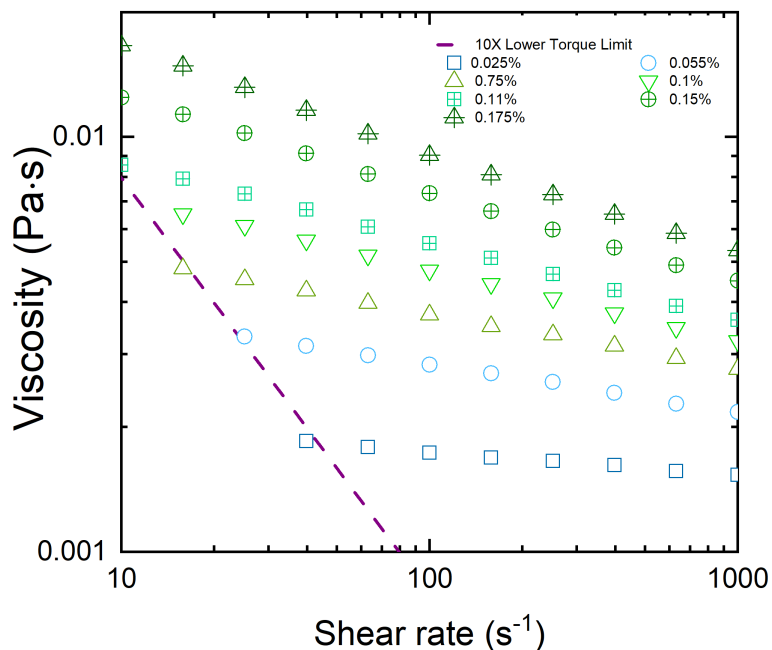 10X Lower Torque Limit
0.025% 0.055%
0.75% 0.1%
0.11% 0.15%
0.175%
0.01
0.001
Viscosity (Pa·s)
10 100 1000
Shear rate (s⁻¹)